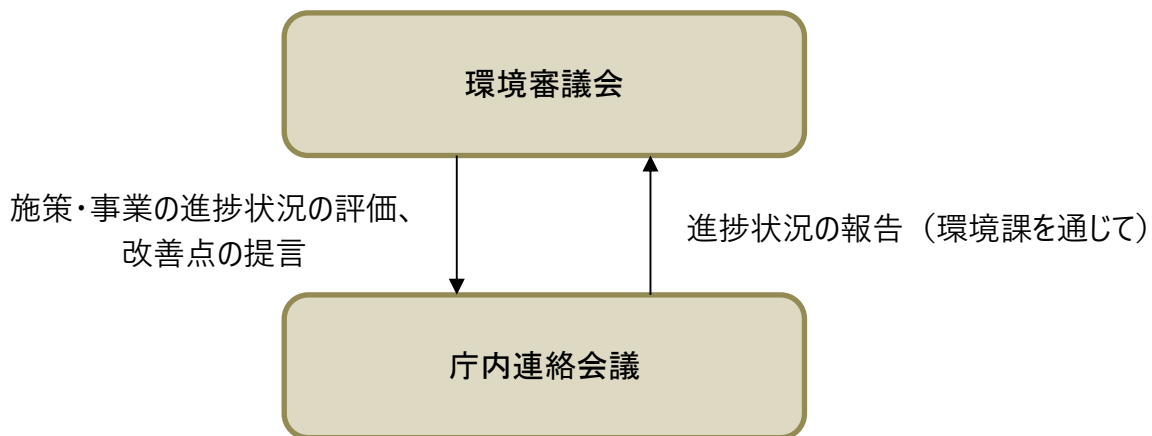 環境審議会
施策・事業の進捗状況の評価、
改善点の提言
進捗状況の報告（環境課を通じて）
庁内連絡会議